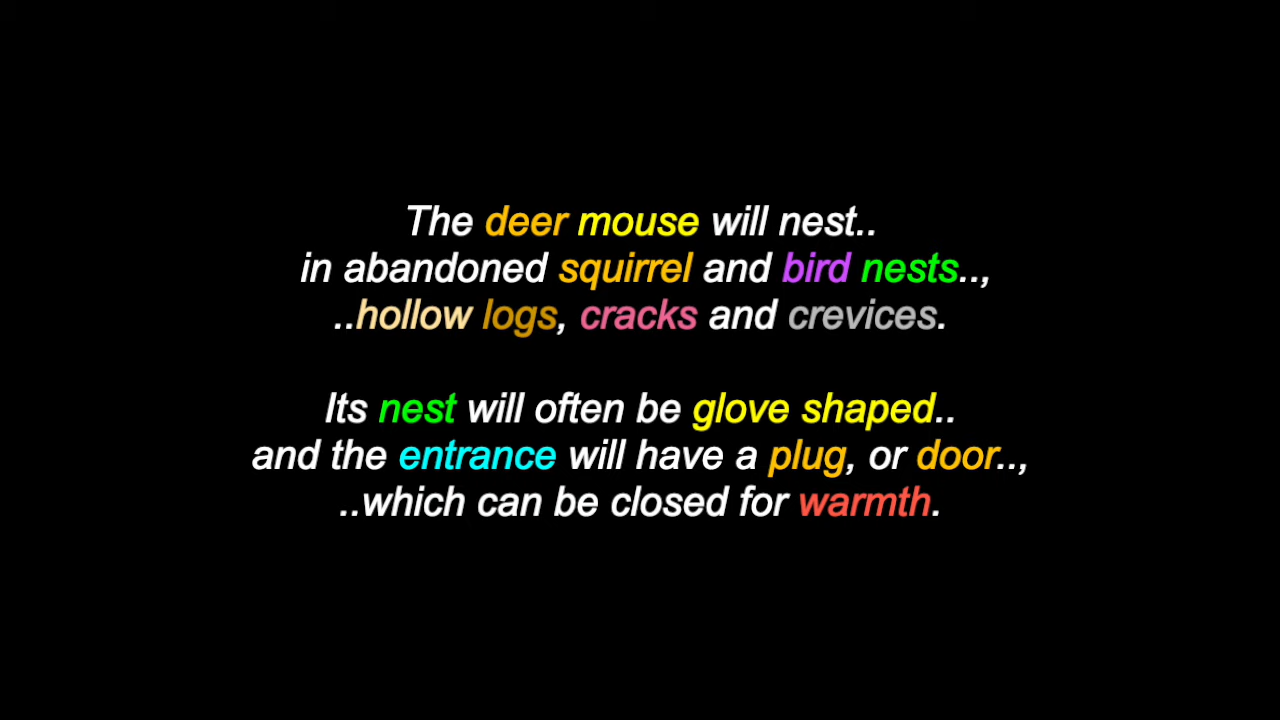 The deer mouse will nest..
in abandoned squirrel and bird nests..,
..hollow logs, cracks and crevices.
Its nest will often be glove shaped..
and the entrance will have a plug, or door..,
..which can be closed for warmth.